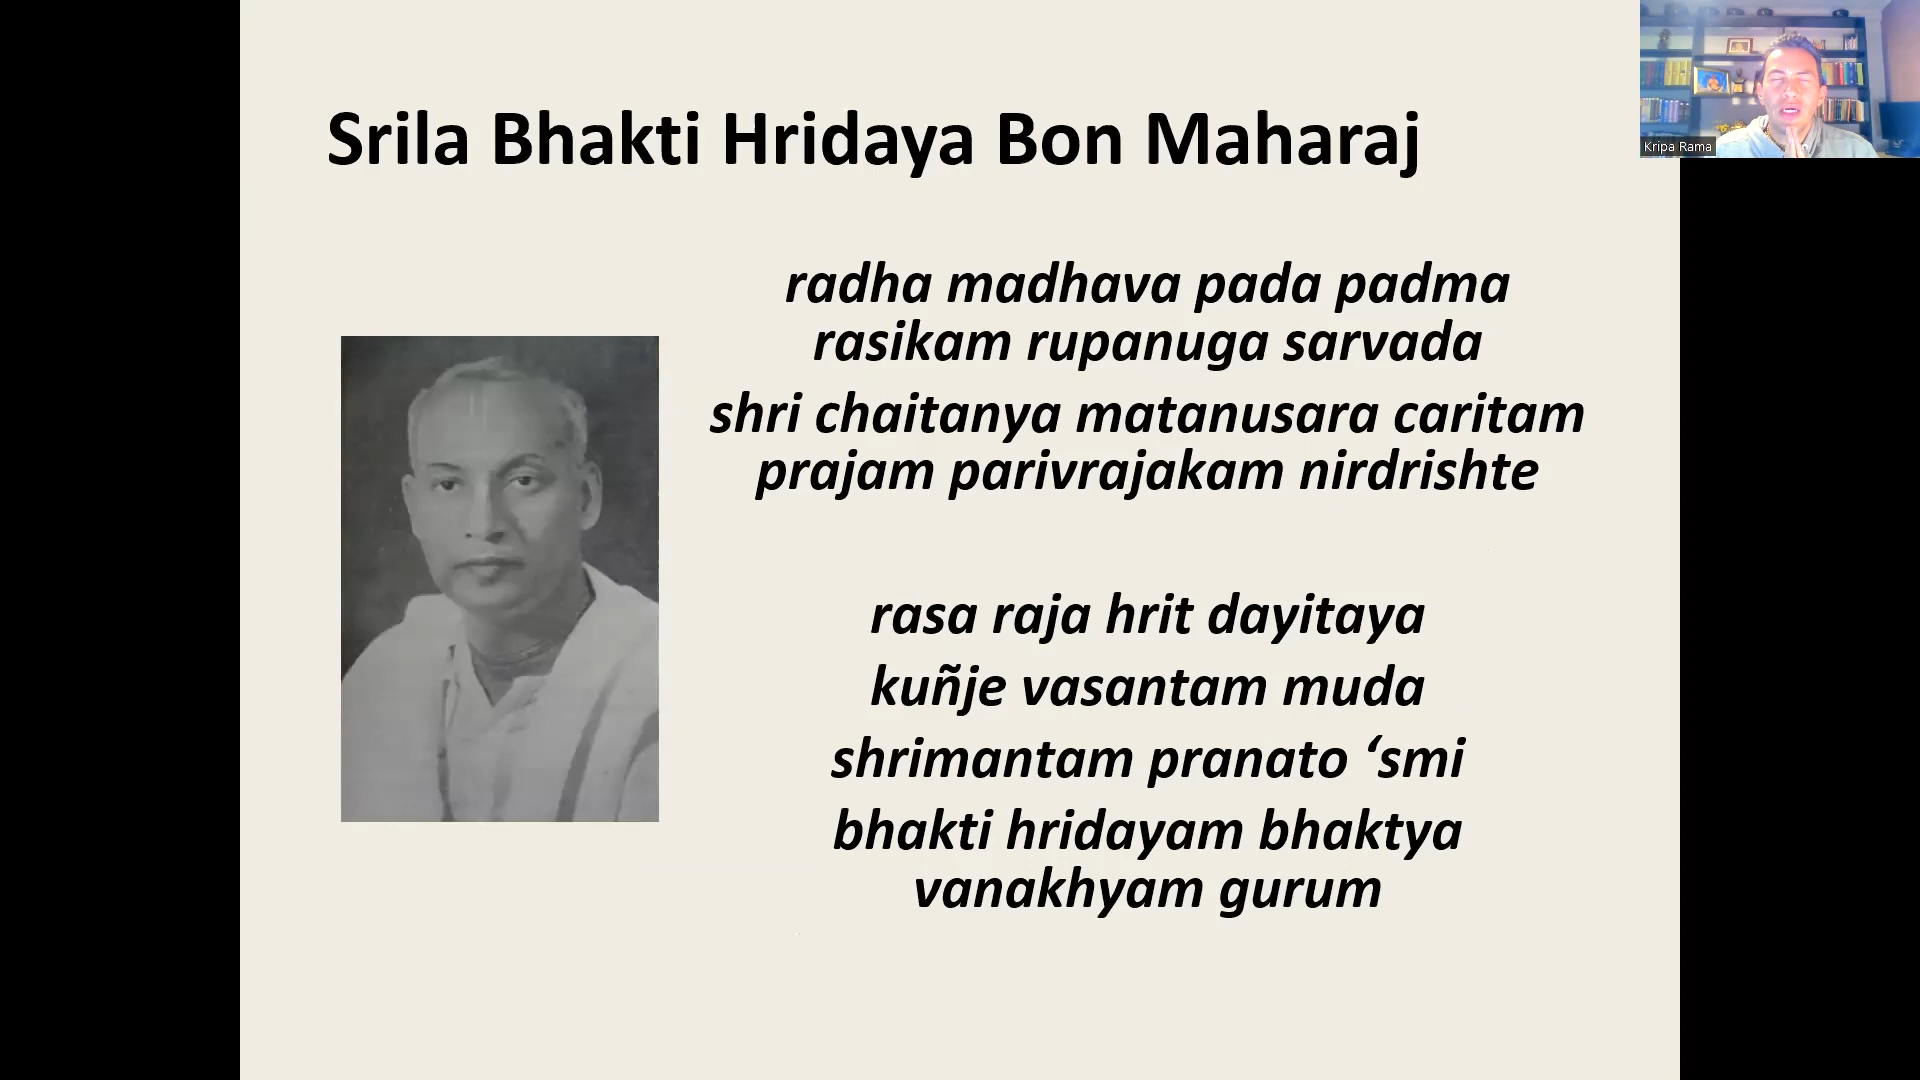 Srila Bhakti Hridaya Bon Maharaj
Kripa Rama
radha madhava pada padma
rasikam rupanuga sarvada
shri chaitanya matanusara caritam
prajam parivrajakam nirdrishte
rasa raja hrit dayitaya
kuñje vasantam muda
shrimantam pranato ‘smi
bhakti hridayam bhaktya
vanakhyam gurum